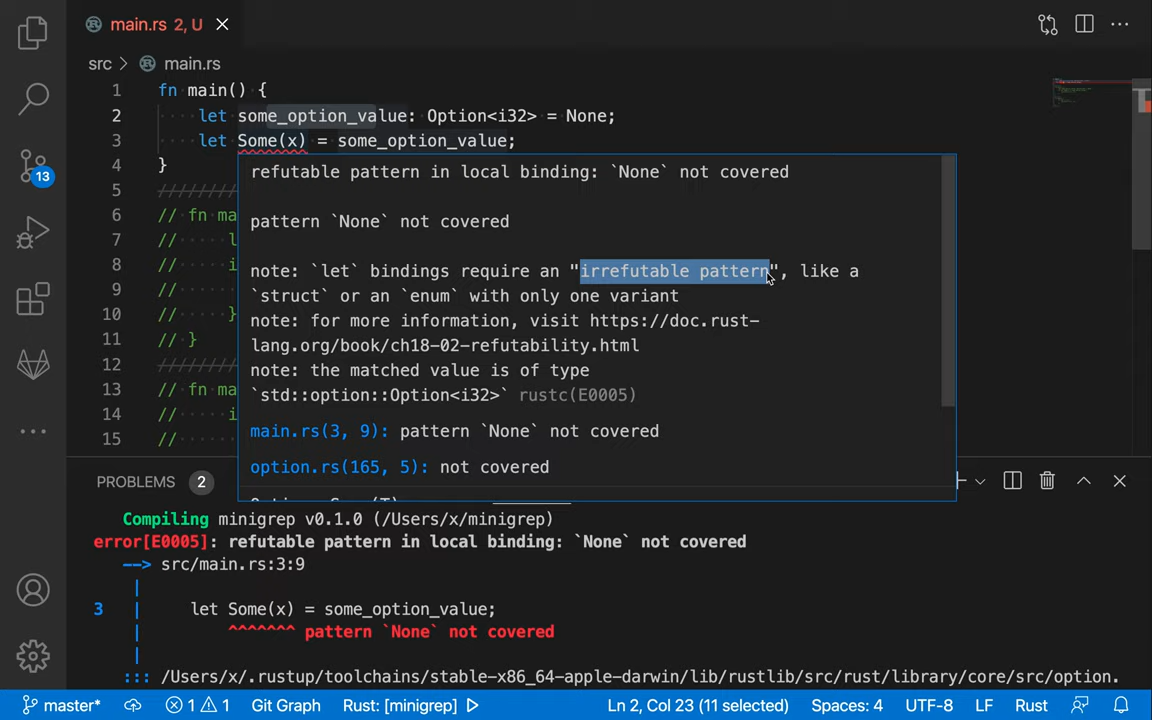 main.rs 2, U
src > main.rs
1 fn main() {
2 ····let some_option_value: Option<i32> = None;
3 ····let Some(x) = some_option_value;
4 }
5 /////////
6 // fn ma
7 //·····l
8 //·····i
9 //
10 //·····}
11 // }
12 /////////
13 // fn ma
14 //·····i
15 //·····
refutable pattern in local binding: `None` not covered
pattern `None` not covered
note: `let` bindings require an "irrefutable pattern", like a
`struct` or an `enum` with only one variant
note: for more information, visit https://doc.rust-
lang.org/book/ch18-02-refutability.html
note: the matched value is of type
`std::option::Option<i32>` rustc(E0005)
main.rs(3, 9): pattern `None` not covered
option.rs(165, 5): not covered
13
PROBLEMS 2
Compiling minigrep v0.1.0 (/Users/x/minigrep)
error[E0005]: refutable pattern in local binding: `None` not covered
--> src/main.rs:3:9
|
3 | let Some(x) = some_option_value;
| ^^^^^^^ pattern `None` not covered
|
::: /Users/x/.rustup/toolchains/stable-x86_64-apple-darwin/lib/rustlib/src/rust/library/core/src/option.
master* 1 1 Git Graph Rust: [minigrep] Ln 2, Col 23 (11 selected) Spaces: 4 UTF-8 LF Rust